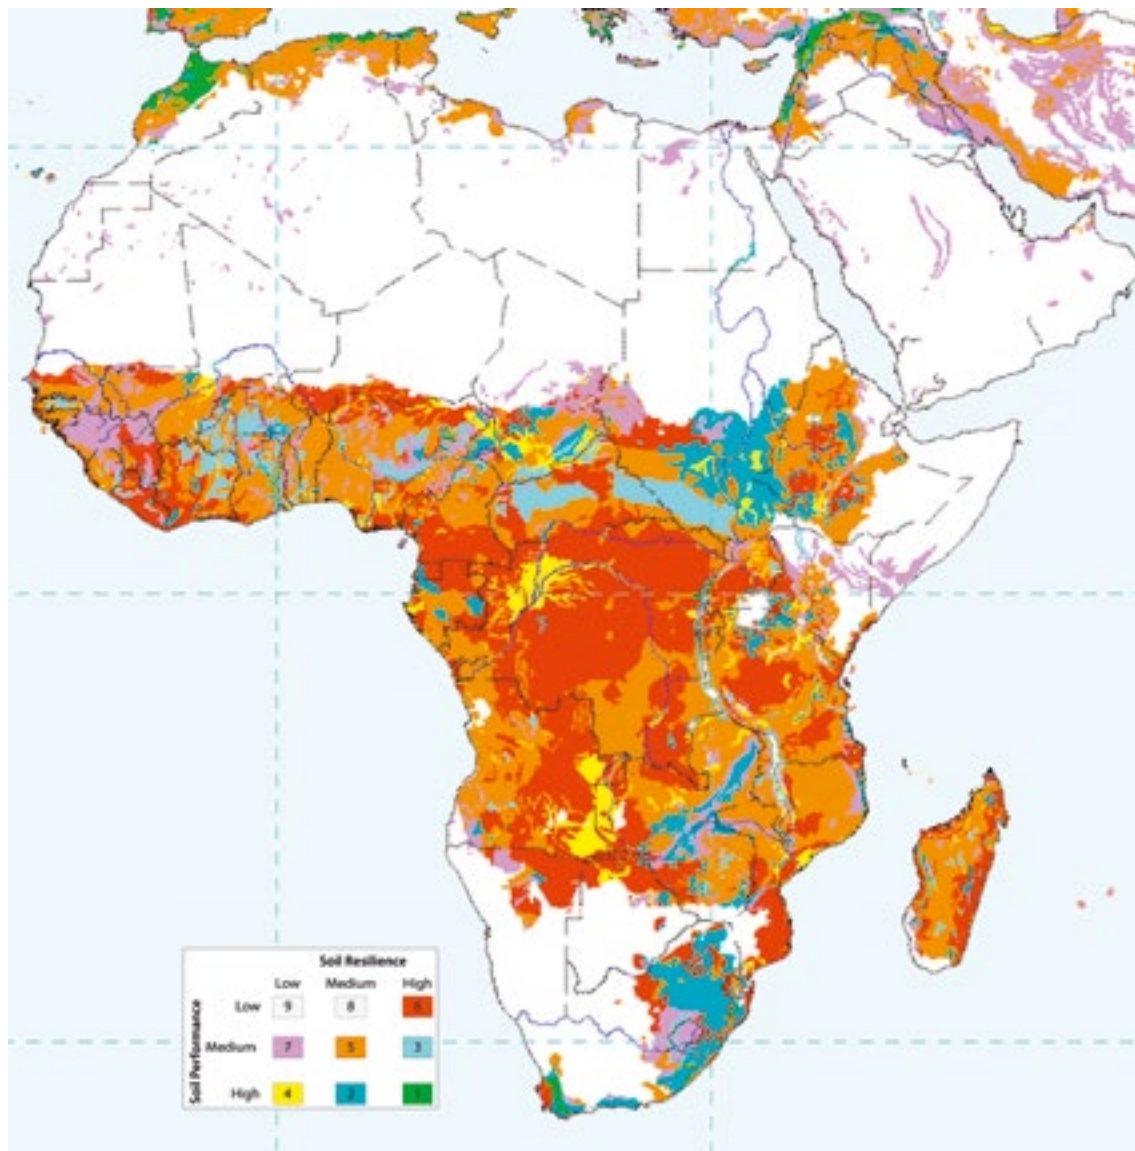 Soil Resilience
Low Medium High
Soil Performance
Low 9 8 6
Medium 7 5 3
High 4 2 1